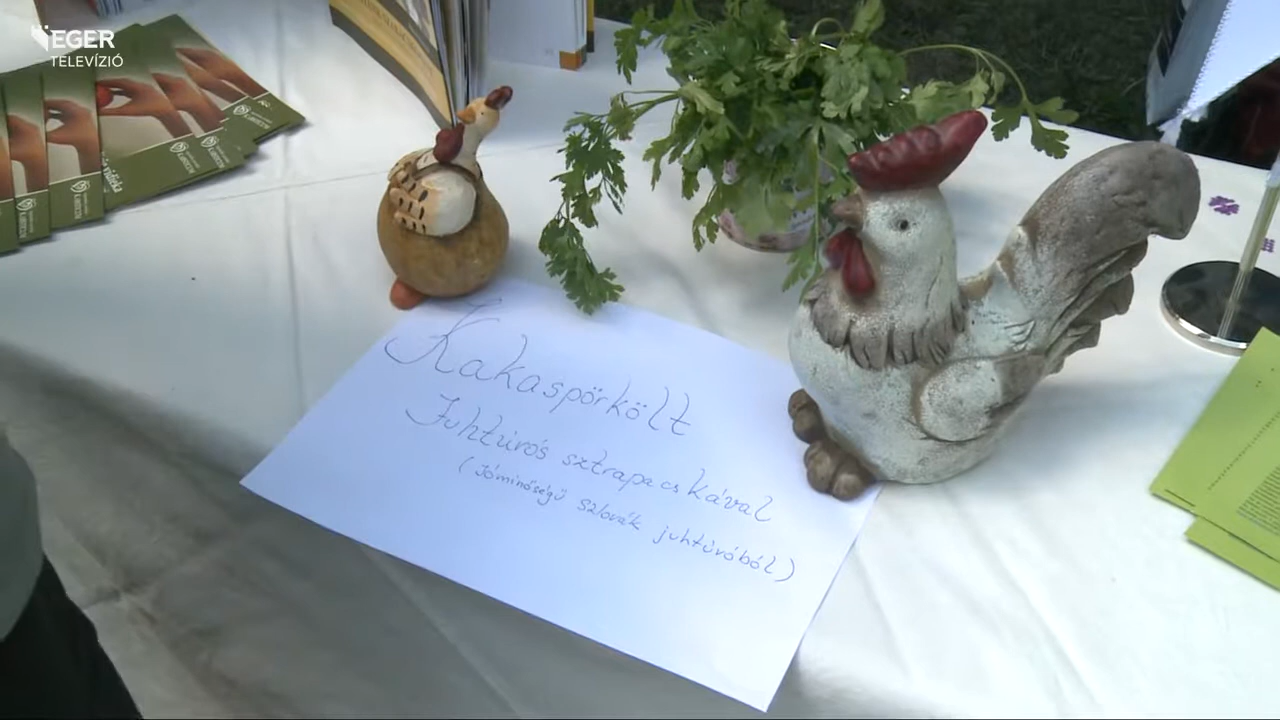 EGER
TELEVÍZIÓ
Kakaspörkölt
Juhtúrós sztrapacskával
(Jóminőségű szlovák juhtúróból)